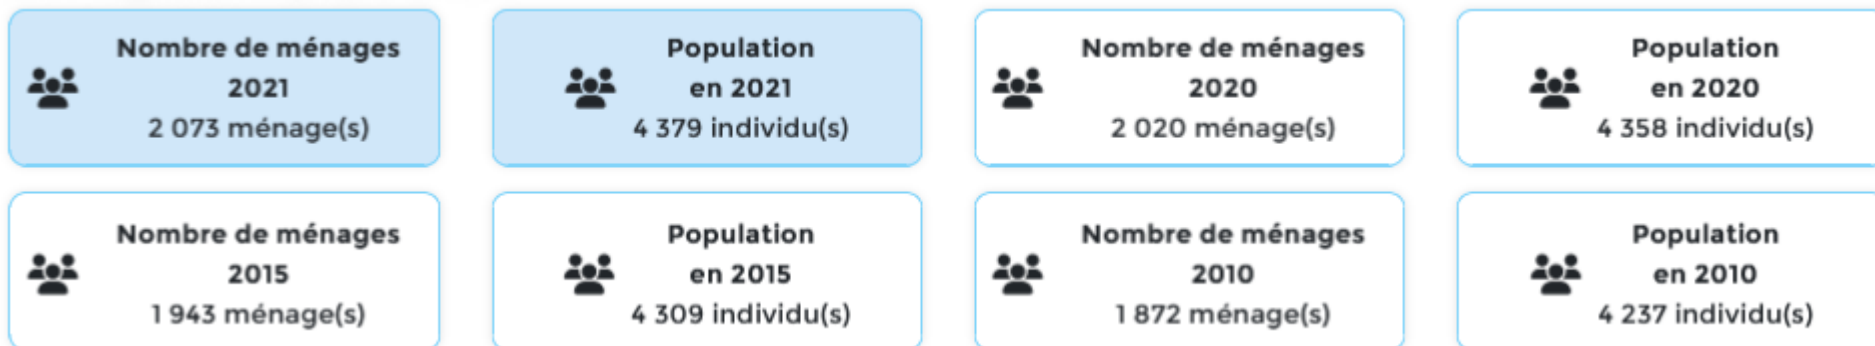 Nombre de ménages
2021
2 073 ménage(s)
Population
en 2021
4 379 individu(s)
Nombre de ménages
2020
2 020 ménage(s)
Population
en 2020
4 358 individu(s)
Nombre de ménages
2015
1 943 ménage(s)
Population
en 2015
4 309 individu(s)
Nombre de ménages
2010
1 872 ménage(s)
Population
en 2010
4 237 individu(s)